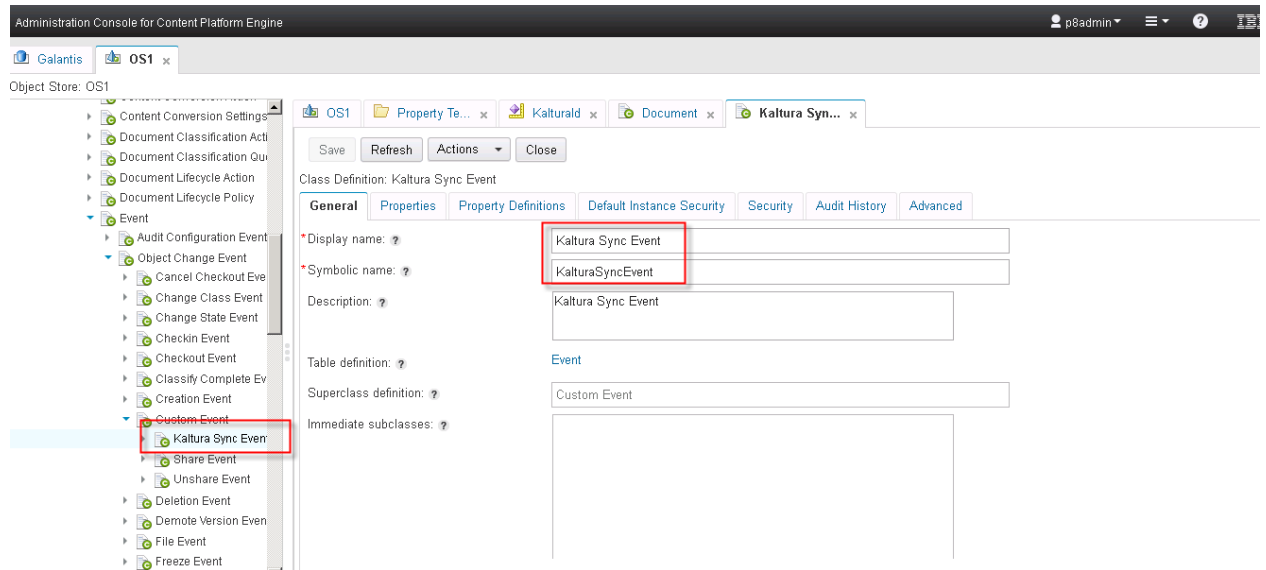 Administration Console for Content Platform Engine p8admin ?
Galantis OS1 x
Object Store: OS1
Content Conversion Settings
Document Classification Acti
Document Classification Qu
Document Lifecycle Action
Document Lifecycle Policy
Event
Audit Configuration Event
Object Change Event
Cancel Checkout Eve
Change Class Event
Change State Event
Checkin Event
Checkout Event
Classify Complete Ev
Creation Event
Custom Event
Kaltura Sync Even
Share Event
Unshare Event
Deletion Event
Demote Version Even
File Event
Freeze Event
OS1 Property Te... x KalturaId x Document x Kaltura Syn... x
Save Refresh Actions Close
Class Definition: Kaltura Sync Event
General Properties Property Definitions Default Instance Security Security Audit History Advanced
*Display name: ? Kaltura Sync Event
*Symbolic name: ? KalturaSyncEvent
Description: ? Kaltura Sync Event
Table definition: ? Event
Superclass definition: ? Custom Event
Immediate subclasses: ?